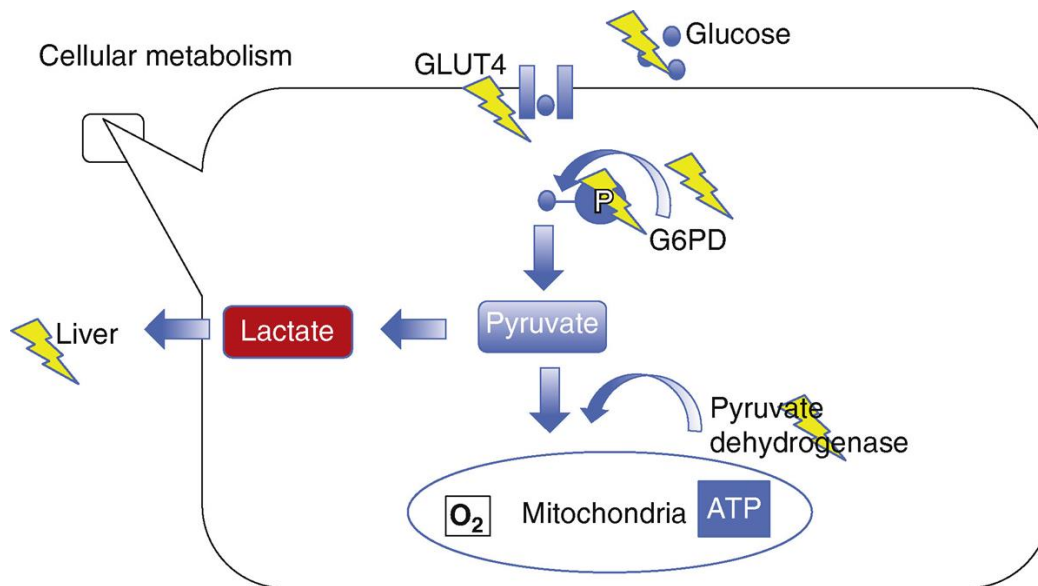 Cellular metabolism
Glucose
GLUT4
P
G6PD
Pyruvate
Lactate
Liver
Pyruvate
dehydrogenase
O₂
Mitochondria
ATP